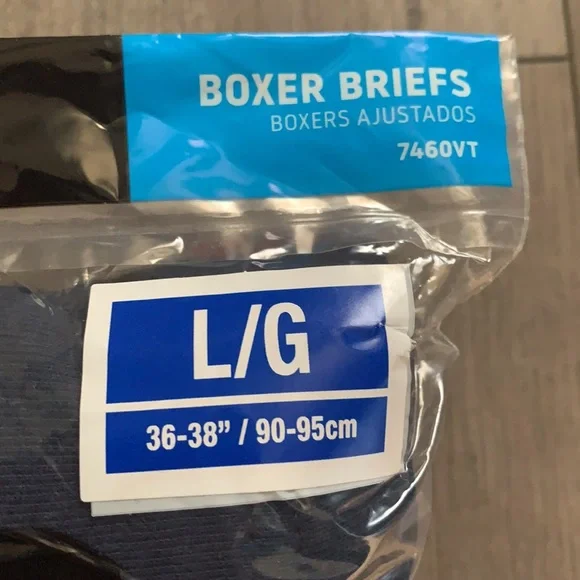 BOXER BRIEFS
BOXERS AJUSTADOS
7460VT
L/G
36-38” / 90-95cm